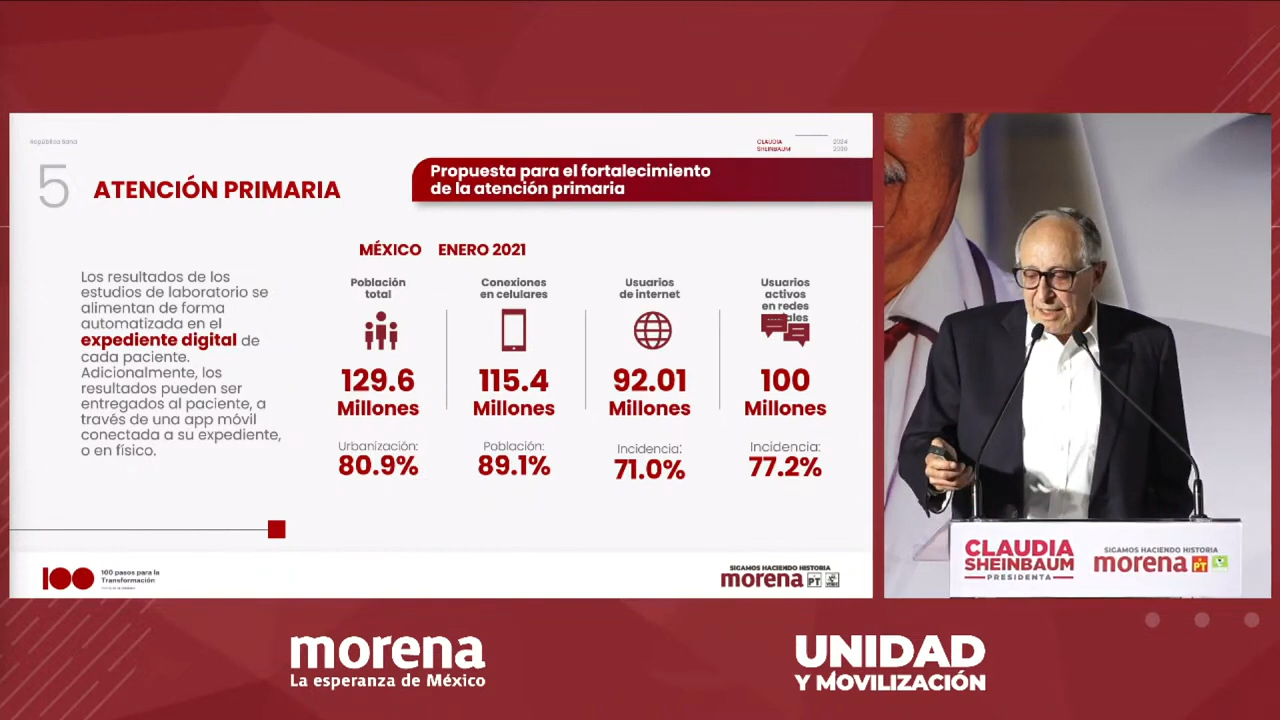 República Sana
CLAUDIA
SHEINBAUM
2024
2030
5
ATENCIÓN PRIMARIA
Propuesta para el fortalecimiento
de la atención primaria
MÉXICO ENERO 2021
Los resultados de los
estudios de laboratorio se
alimentan de forma
automatizada en el
expediente digital de
cada paciente.
Adicionalmente, los
resultados pueden ser
entregados al paciente, a
través de una app móvil
conectada a su expediente,
o en físico.
Población
total
129.6
Millones
Urbanización:
80.9%
Conexiones
en celulares
115.4
Millones
Población:
89.1%
Usuarios
de internet
92.01
Millones
Incidencia:
71.0%
Usuarios
activos
en redes
ales
100
Millones
Incidencia:
77.2%
100
100 pasos para la
Transformación
SIGAMOS HACIENDO HISTORIA
morena PT VERDE
CLAUDIA
SHEINBAUM
PRESIDENTA
SIGAMOS HACIENDO HISTORIA
morena PT
morena
La esperanza de México
UNIDAD
Y MOVILIZACIÓN